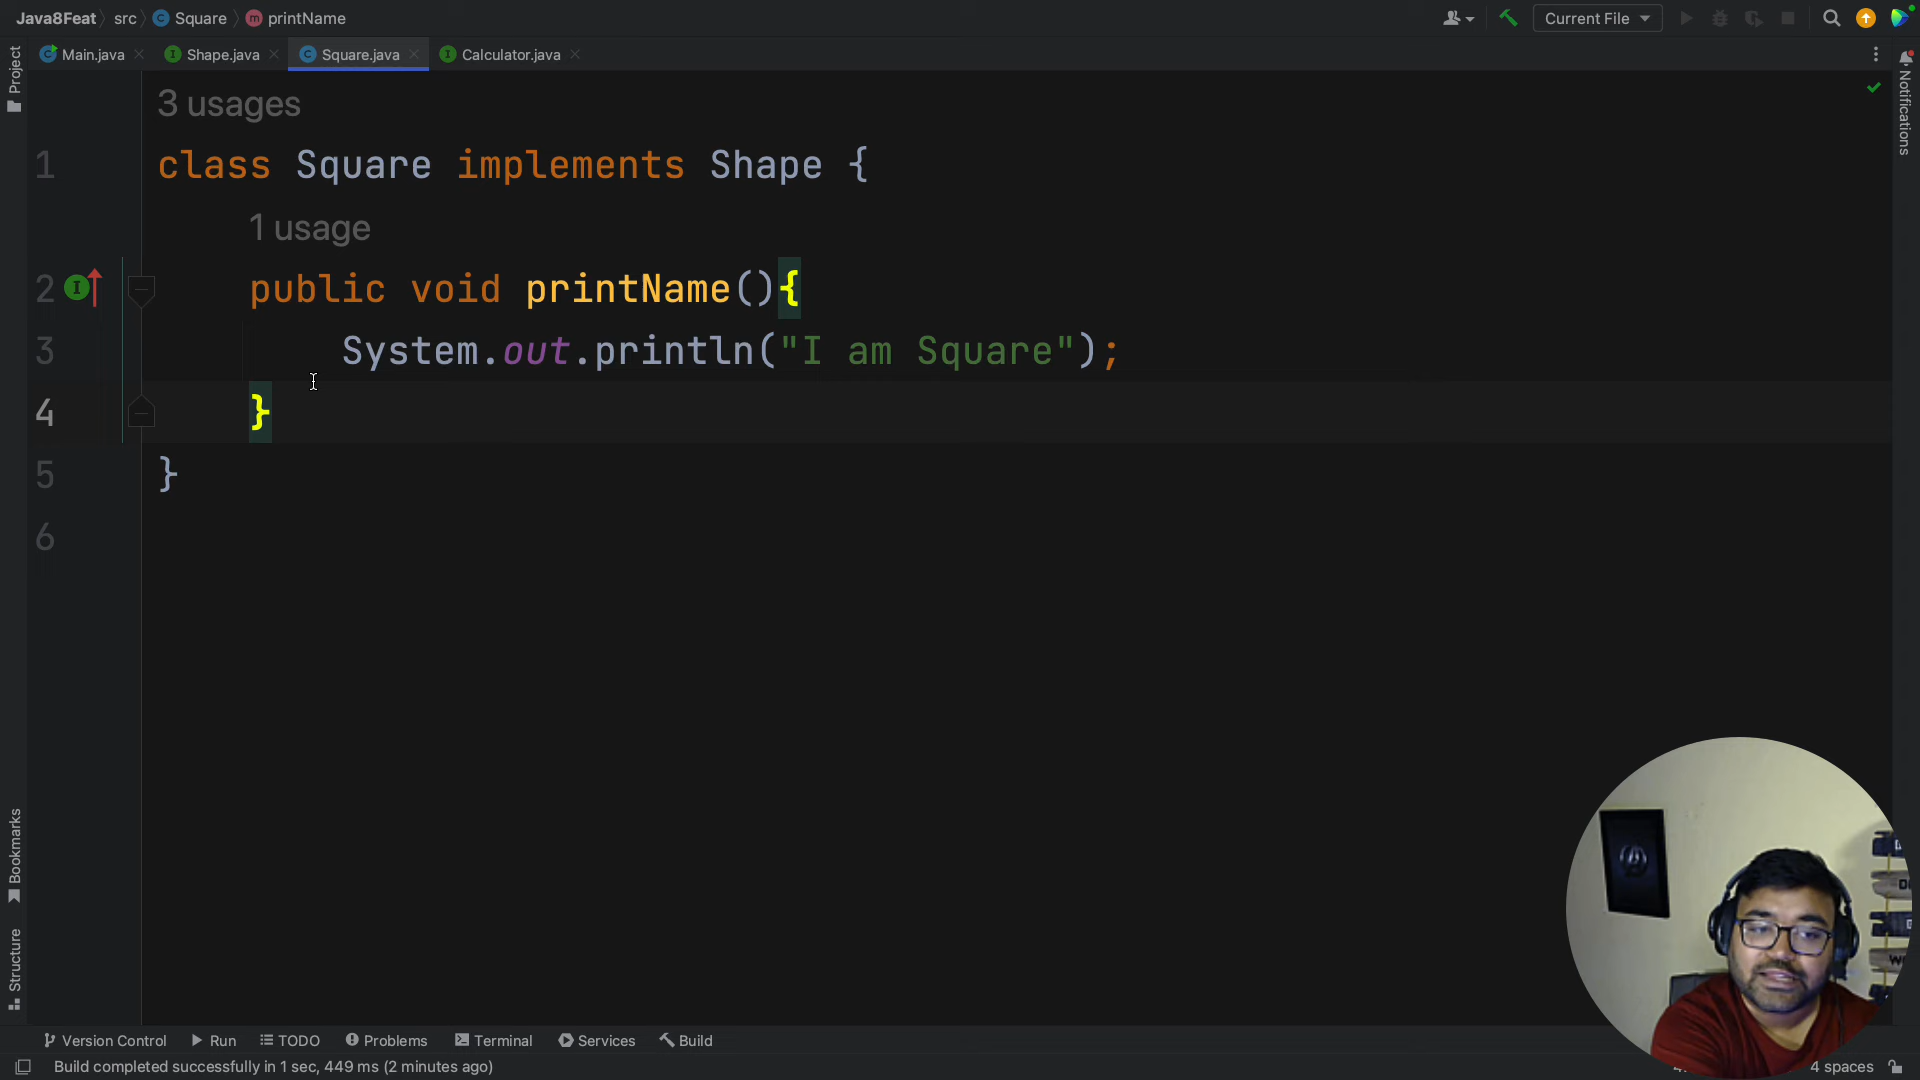 Java8Feat src Square printName Current File
Main.java Shape.java Square.java Calculator.java
Project
Notifications
3 usages
1 class Square implements Shape {
1 usage
2 public void printName(){
3 System.out.println("I am Square");
4 }
5 }
6
Bookmarks
Structure
Version Control Run TODO Problems Terminal Services Build
Build completed successfully in 1 sec, 449 ms (2 minutes ago) 4 spaces